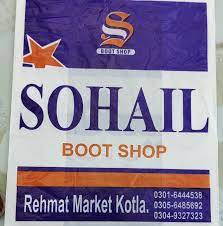 S
BOOT SHOP
SOHAIL
BOOT SHOP
Rehmat Market Kotla.
0301-6444538
0305-6485692
0304-9327323